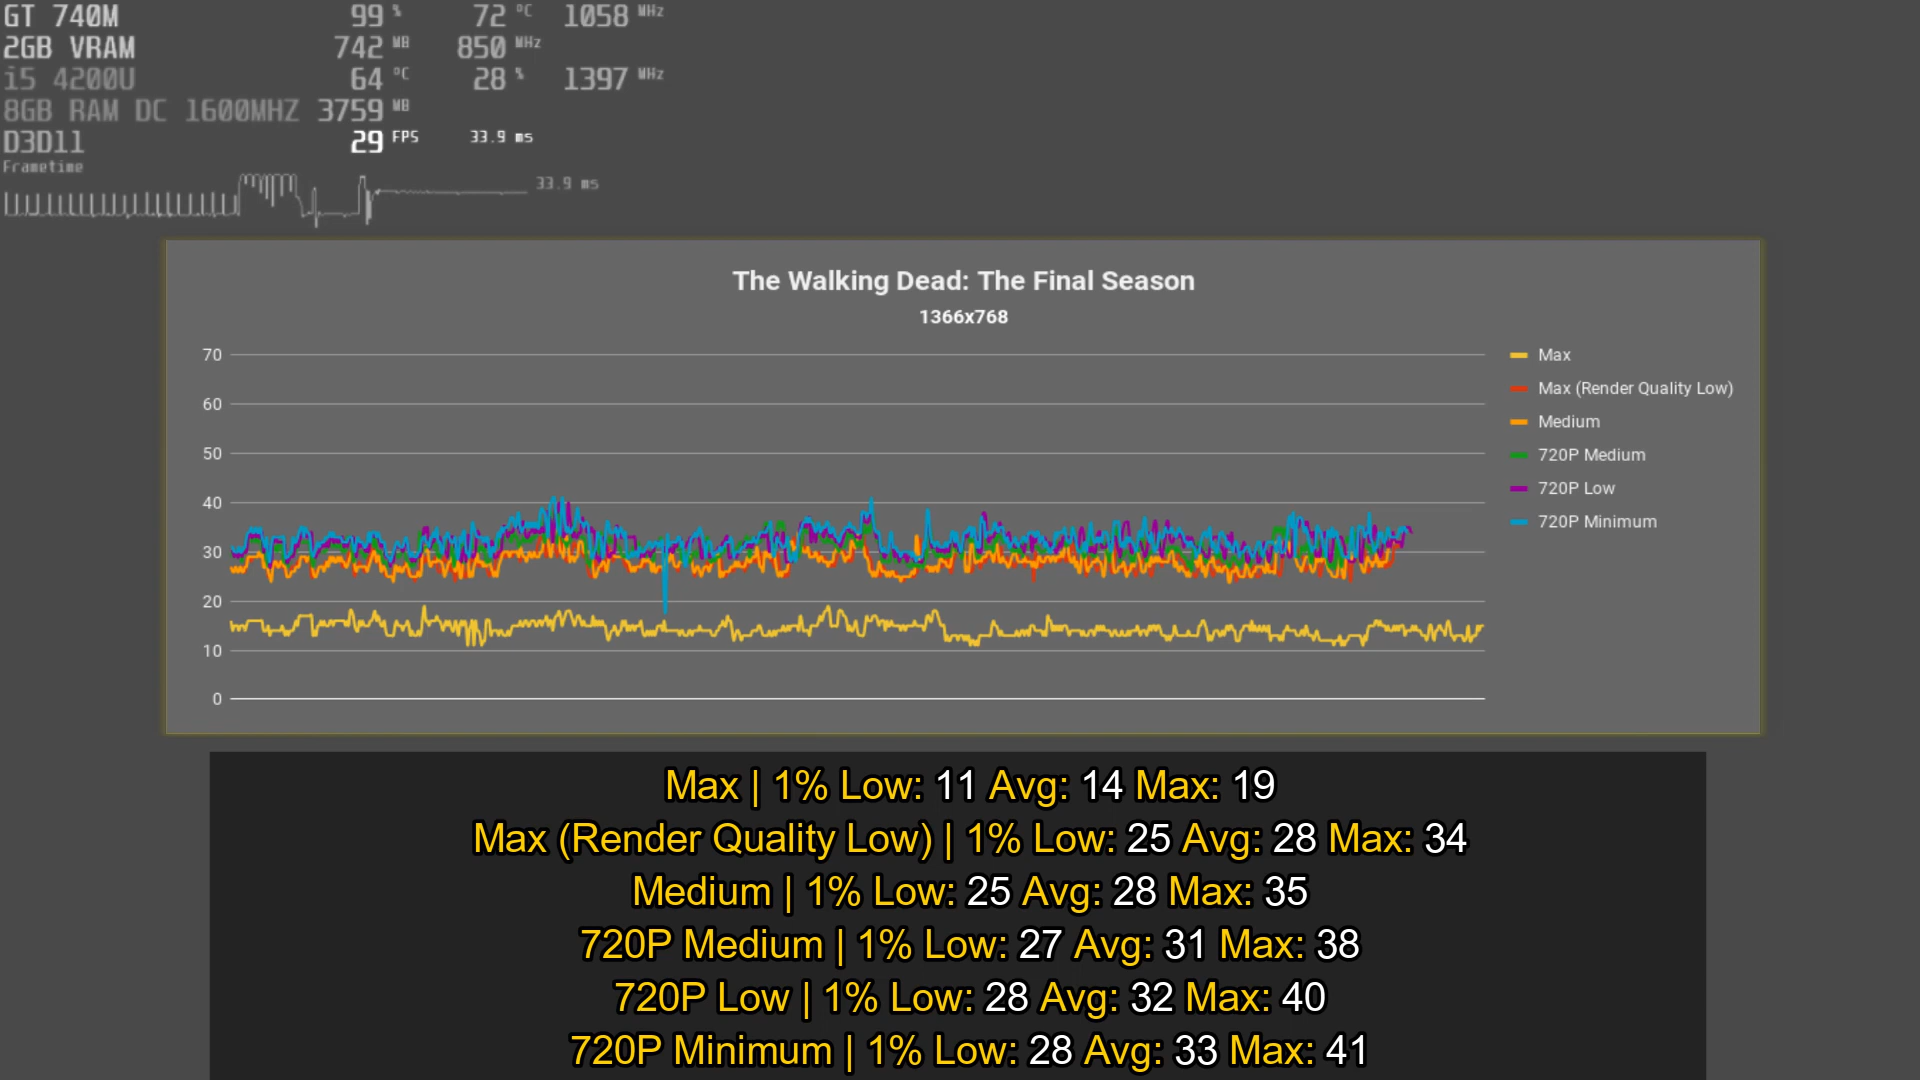 GT 740M 99 % 72 °C 1058 MHz
2GB VRAM 742 MB 850 MHz
i5 4200U 64 °C 28 % 1397 MHz
8GB RAM DC 1600MHZ 3759 MB
D3D11 29 FPS 33.9 ms
Frametime
33.9 ms
The Walking Dead: The Final Season
1366x768
70
60
50
40
30
20
10
0
Max
Max (Render Quality Low)
Medium
720P Medium
720P Low
720P Minimum
Max | 1% Low: 11 Avg: 14 Max: 19
Max (Render Quality Low) | 1% Low: 25 Avg: 28 Max: 34
Medium | 1% Low: 25 Avg: 28 Max: 35
720P Medium | 1% Low: 27 Avg: 31 Max: 38
720P Low | 1% Low: 28 Avg: 32 Max: 40
720P Minimum | 1% Low: 28 Avg: 33 Max: 41